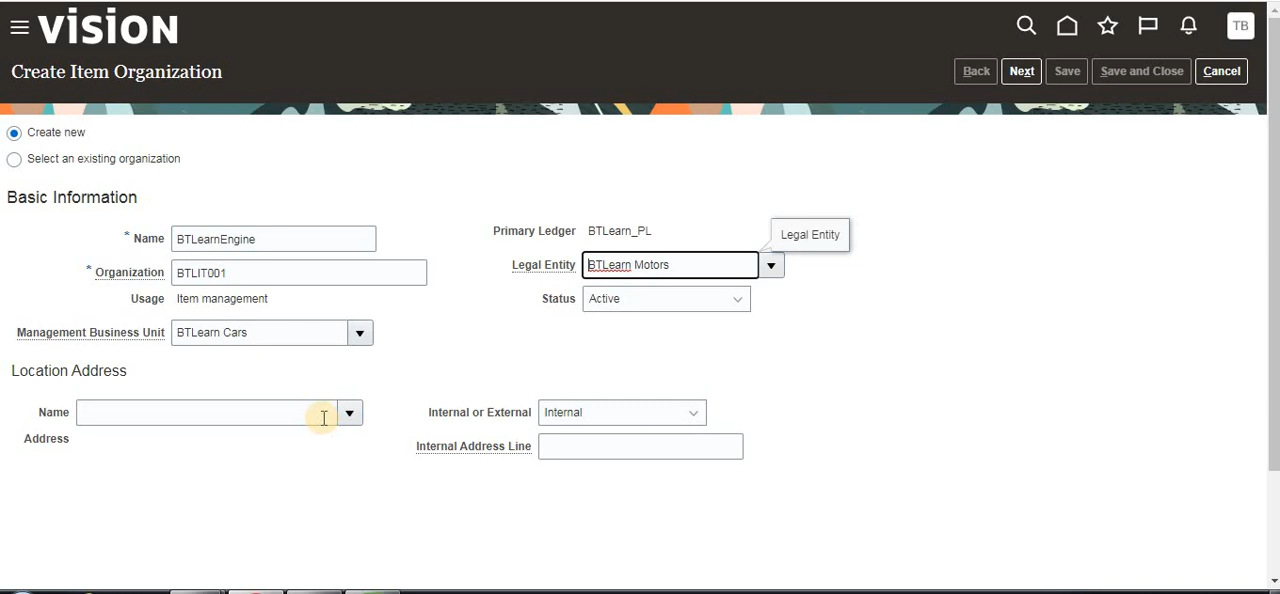 VISION
TB
Create Item Organization
Back Next Save Save and Close Cancel
Create new
Select an existing organization
Basic Information
* Name BTLearnEngine
* Organization BTLIT001
Usage Item management
Management Business Unit BTLearn Cars
Primary Ledger BTLearn_PL
Legal Entity BTLearn Motors
Legal Entity
Status Active
Location Address
Name
Address
Internal or External Internal
Internal Address Line